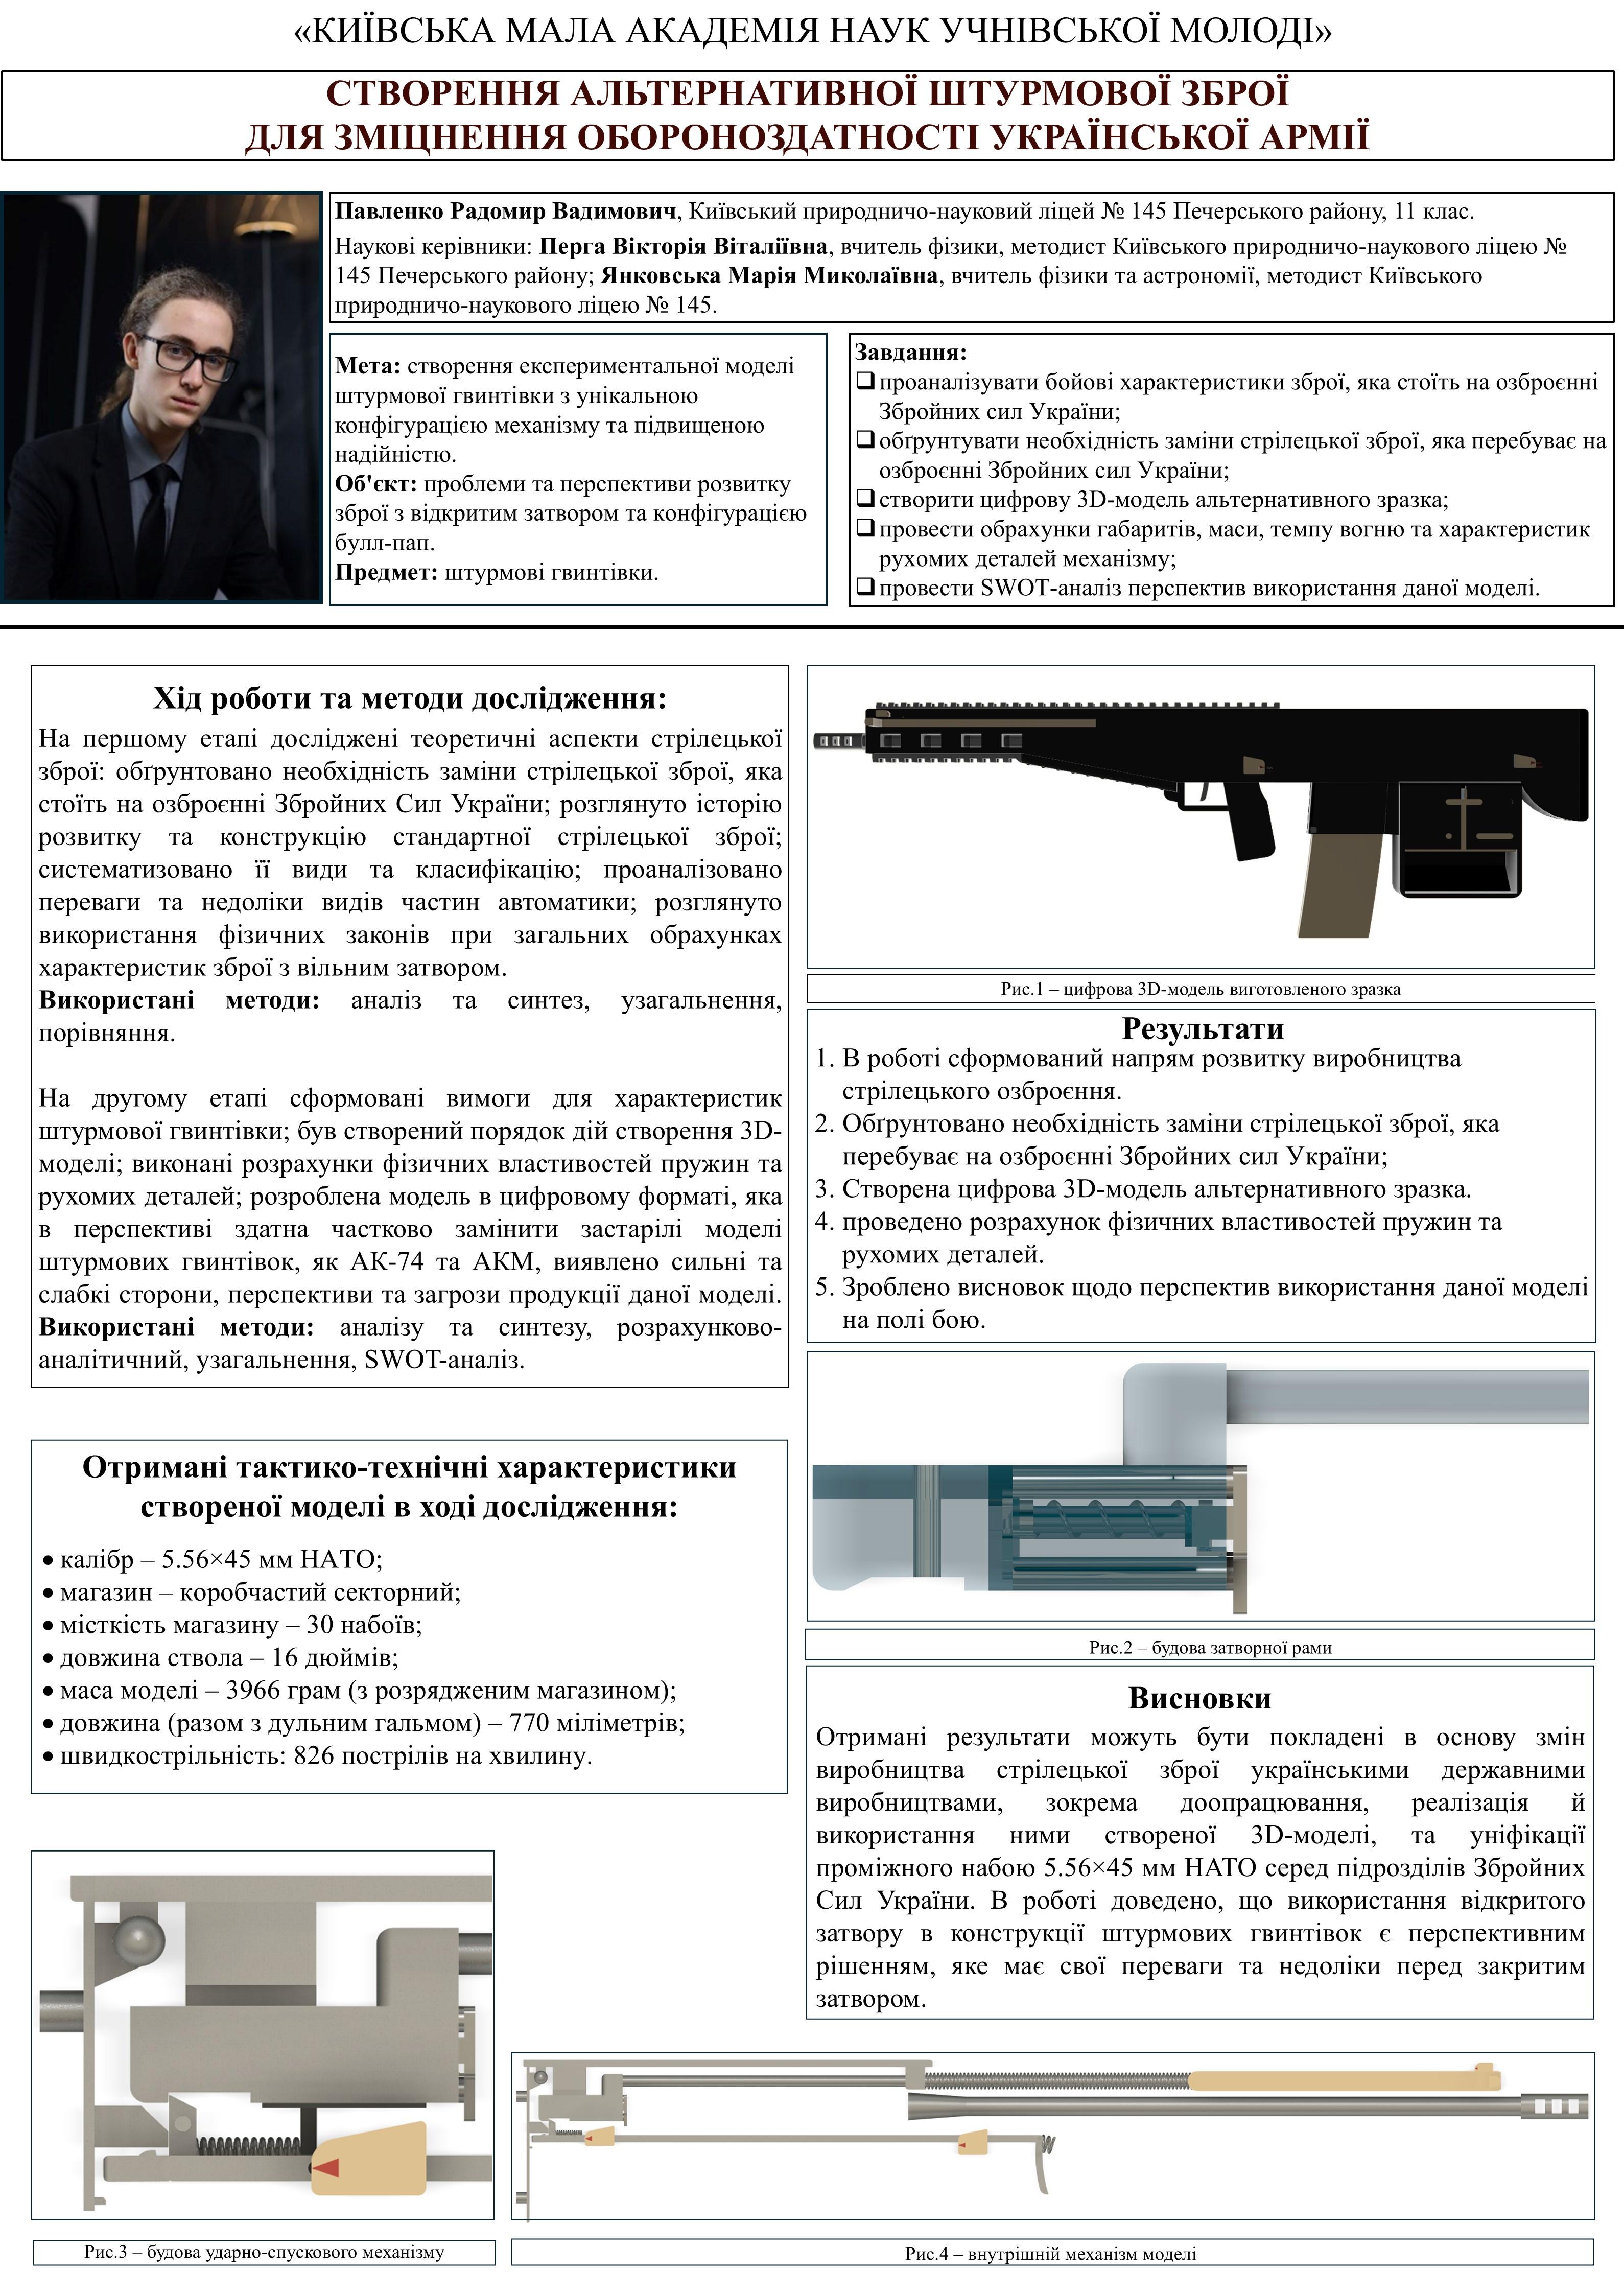 «КИЇВСЬКА МАЛА АКАДЕМІЯ НАУК УЧНІВСЬКОЇ МОЛОДІ»
СТВОРЕННЯ АЛЬТЕРНАТИВНОЇ ШТУРМОВОЇ ЗБРОЇ
ДЛЯ ЗМІЦНЕННЯ ОБОРОНОЗДАТНОСТІ УКРАЇНСЬКОЇ АРМІЇ
Павленко Радомир Вадимович, Київський природничо-науковий ліцей № 145 Печерського району, 11 клас.
Наукові керівники: Перга Вікторія Віталіївна, вчитель фізики, методист Київського природничо-наукового ліцею №
145 Печерського району; Янковська Марія Миколаївна, вчитель фізики та астрономії, методист Київського
природничо-наукового ліцею № 145.
Мета: створення експериментальної моделі
штурмової гвинтівки з унікальною
конфігурацією механізму та підвищеною
надійністю.
Об'єкт: проблеми та перспективи розвитку
зброї з відкритим затвором та конфігурацією
булл-пап.
Предмет: штурмові гвинтівки.
Завдання:
❑ проаналізувати бойові характеристики зброї, яка стоїть на озброєнні
Збройних сил України;
❑ обґрунтувати необхідність заміни стрілецької зброї, яка перебуває на
озброєнні Збройних сил України;
❑ створити цифрову 3D-модель альтернативного зразка;
❑ провести обрахунки габаритів, маси, темпу вогню та характеристик
рухомих деталей механізму;
❑ провести SWOT-аналіз перспектив використання даної моделі.
Хід роботи та методи дослідження:
На першому етапі досліджені теоретичні аспекти стрілецької
зброї: обґрунтовано необхідність заміни стрілецької зброї, яка
стоїть на озброєнні Збройних Сил України; розглянуто історію
розвитку та конструкцію стандартної стрілецької зброї;
систематизовано її види та класифікацію; проаналізовано
переваги та недоліки видів частин автоматики; розглянуто
використання фізичних законів при загальних обрахунках
характеристик зброї з вільним затвором.
Використані методи: аналіз та синтез, узагальнення,
порівняння.
На другому етапі сформовані вимоги для характеристик
штурмової гвинтівки; був створений порядок дій створення 3D-
моделі; виконані розрахунки фізичних властивостей пружин та
рухомих деталей; розроблена модель в цифровому форматі, яка
в перспективі здатна частково замінити застарілі моделі
штурмових гвинтівок, як АК-74 та АКМ, виявлено сильні та
слабкі сторони, перспективи та загрози продукції даної моделі.
Використані методи: аналізу та синтезу, розрахунково-
аналітичний, узагальнення, SWOT-аналіз.
Рис.1 – цифрова 3D-модель виготовленого зразка
Результати
1. В роботі сформований напрям розвитку виробництва
стрілецького озброєння.
2. Обґрунтовано необхідність заміни стрілецької зброї, яка
перебуває на озброєнні Збройних сил України;
3. Створена цифрова 3D-модель альтернативного зразка.
4. проведено розрахунок фізичних властивостей пружин та
рухомих деталей.
5. Зроблено висновок щодо перспектив використання даної моделі
на полі бою.
Отримані тактико-технічні характеристики
створеної моделі в ході дослідження:
• калібр – 5.56×45 мм НАТО;
• магазин – коробчастий секторний;
• місткість магазину – 30 набоїв;
• довжина ствола – 16 дюймів;
• маса моделі – 3966 грам (з розрядженим магазином);
• довжина (разом з дульним гальмом) – 770 міліметрів;
• швидкострільність: 826 пострілів на хвилину.
Рис.2 – будова затворної рами
Висновки
Отримані результати можуть бути покладені в основу змін
виробництва стрілецької зброї українськими державними
виробництвами, зокрема доопрацювання, реалізація й
використання ними створеної 3D-моделі, та уніфікації
проміжного набою 5.56×45 мм НАТО серед підрозділів Збройних
Сил України. В роботі доведено, що використання відкритого
затвору в конструкції штурмових гвинтівок є перспективним
рішенням, яке має свої переваги та недоліки перед закритим
затвором.
Рис.3 – будова ударно-спускового механізму
Рис.4 – внутрішній механізм моделі